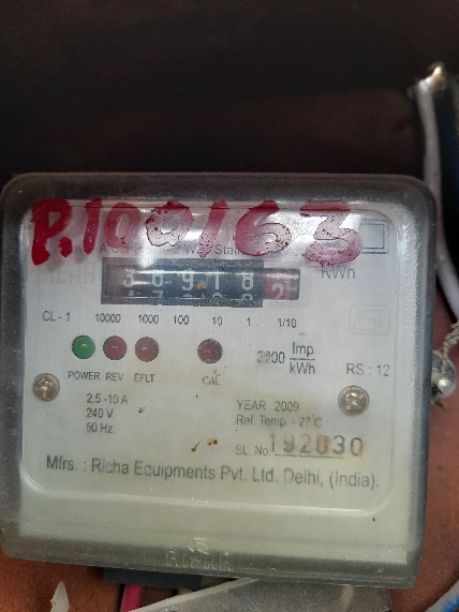 P.100163
KWh
CL - 1 10000 1000 100 10 1 1/10
POWER REV EFLT CAL
3200 Imp
kWh
RS : 12
2.5 -10 A
240 V.
50 Hz.
YEAR 2009
Ref. Temp. - 27°C
SL. No. 192030
Mfrs. : Richa Equipments Pvt. Ltd. Delhi, (India).